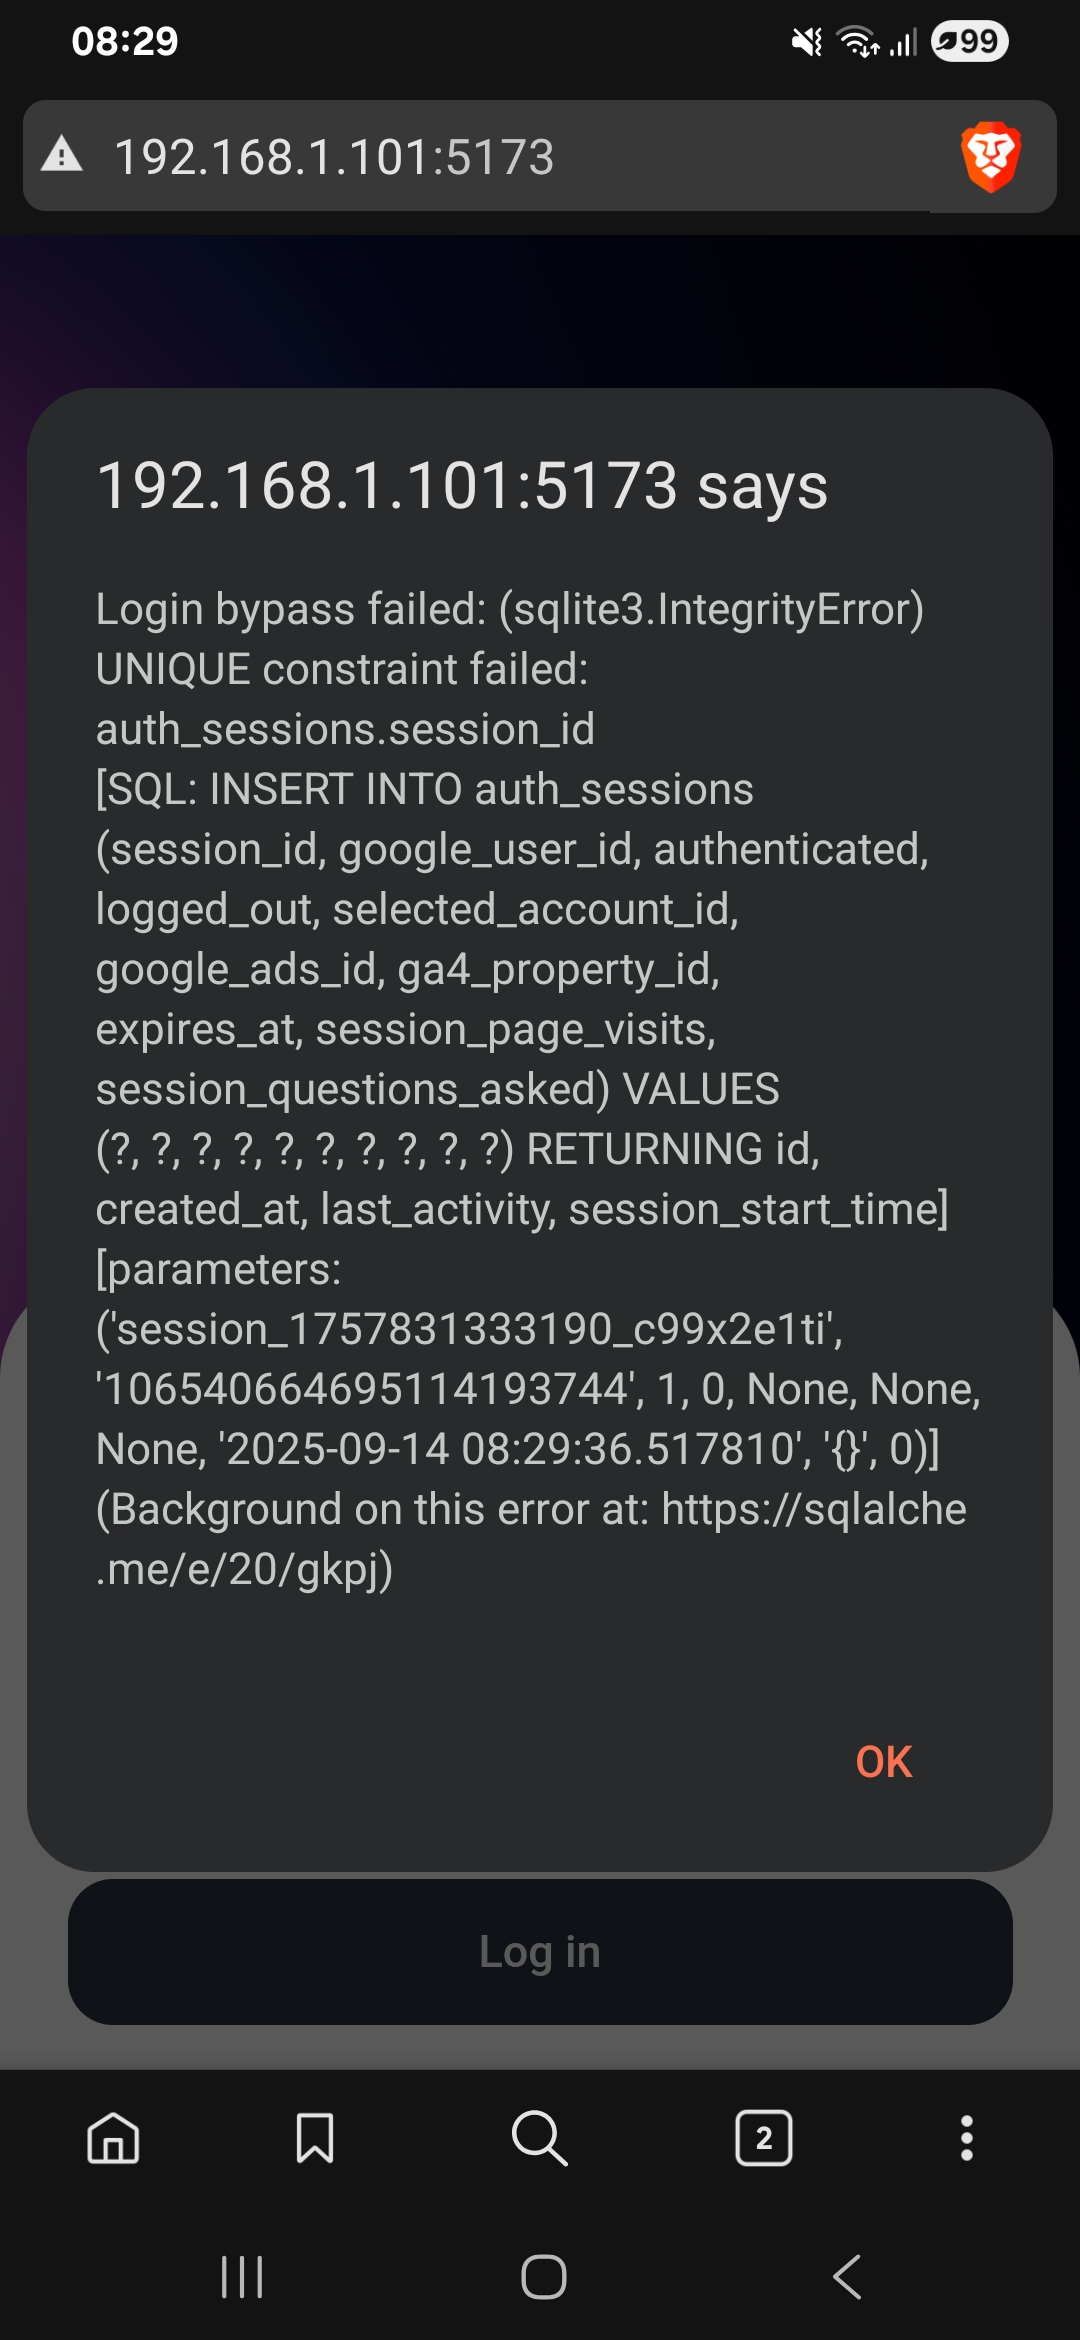 08:29
99
192.168.1.101:5173
192.168.1.101:5173 says
Login bypass failed: (sqlite3.IntegrityError)
UNIQUE constraint failed:
auth_sessions.session_id
[SQL: INSERT INTO auth_sessions
(session_id, google_user_id, authenticated,
logged_out, selected_account_id,
google_ads_id, ga4_property_id,
expires_at, session_page_visits,
session_questions_asked) VALUES
(?, ?, ?, ?, ?, ?, ?, ?, ?, ?) RETURNING id,
created_at, last_activity, session_start_time]
[parameters:
('session_1757831333190_c99x2e1ti',
'106540664695114193744', 1, 0, None, None,
None, '2025-09-14 08:29:36.517810', '{}', 0)]
(Background on this error at: https://sqlalche
.me/e/20/gkpj)
OK
Log in
2